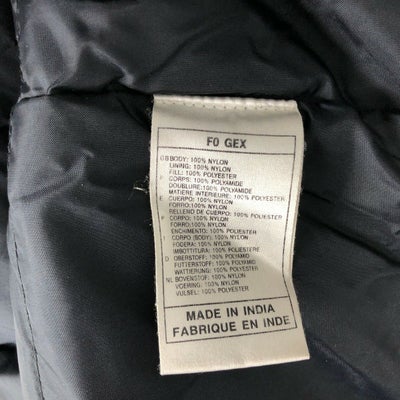 FO GEX
GB BODY: 100% NYLON
LINING: 100% NYLON
FILL: 100% POLYESTER
F CORPS: 100% POLYAMIDE
DOUBLURE: 100% POLYAMIDE
MATIERE INTERIEURE: 100% POLYESTER
E CUERPO: 100% NYLON
FORRO: 100% NYLON
RELLENO DE CUERPO: 100% POLYESTER
P CORPO: 100% NYLON
FORRO: 100% NYLON
ENCHIMENTO: 100% POLYESTER
CORPO (BODY): 100% NYLON
FODERA: 100% NYLON
IMBOTTITURA: 100% POLIESTERE
D OBERSTOFF: 100% POLYAMID
FUTTERSTOFF: 100% POLYAMID
WATTIERUNG: 100% POLYESTER
NL BOVENSTOF: 100% NYLON
VOERING: 100% NYLON
VULSEL: 100% POLYESTER
MADE IN INDIA
FABRIQUE EN INDE